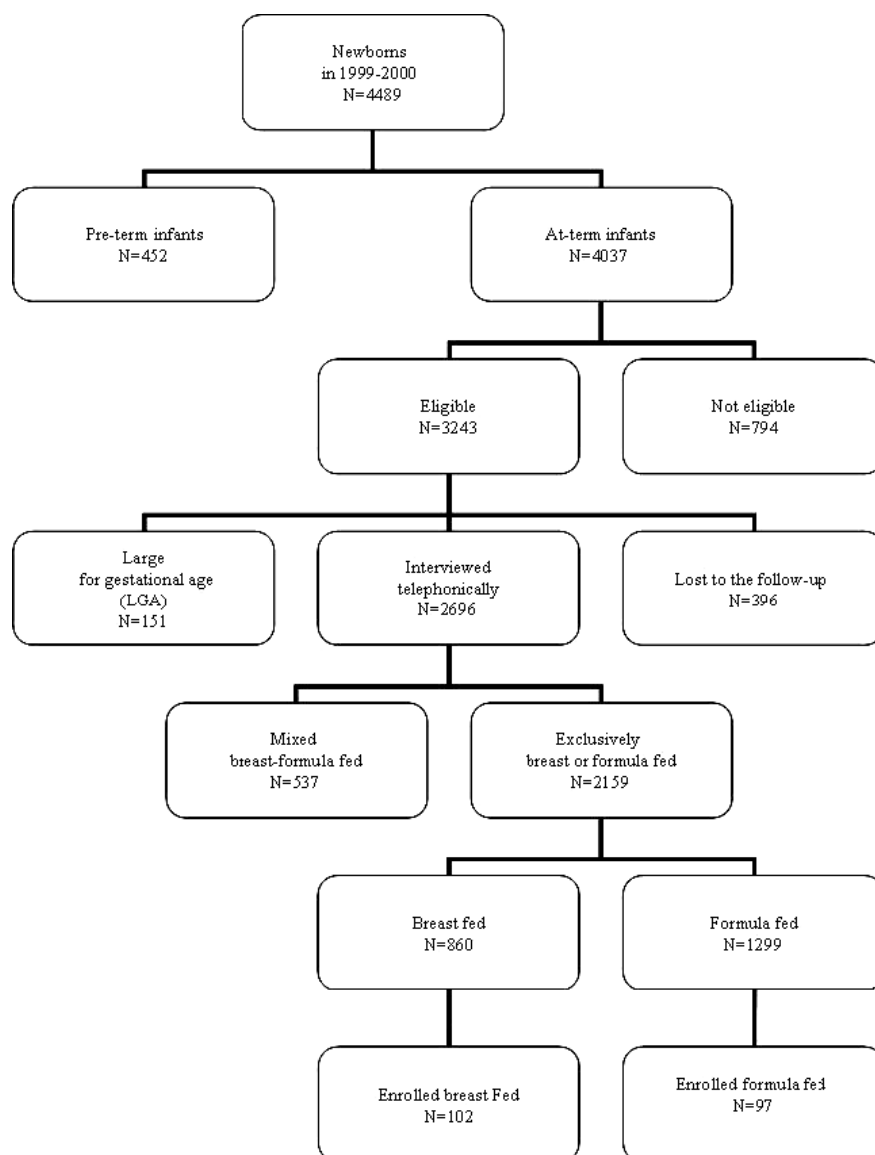 Newborns
in 1999-2000
N=4489
Pre-term infants
N=452
At-term infants
N=4037
Eligible
N=3243
Not eligible
N=794
Large
for gestational age
(LGA)
N=151
Interviewed
telephonically
N=2696
Lost to the follow-up
N=396
Mixed
breast-formula fed
N=537
Exclusively
breast or formula fed
N=2159
Breast fed
N=860
Formula fed
N=1299
Enrolled breast Fed
N=102
Enrolled formula fed
N=97